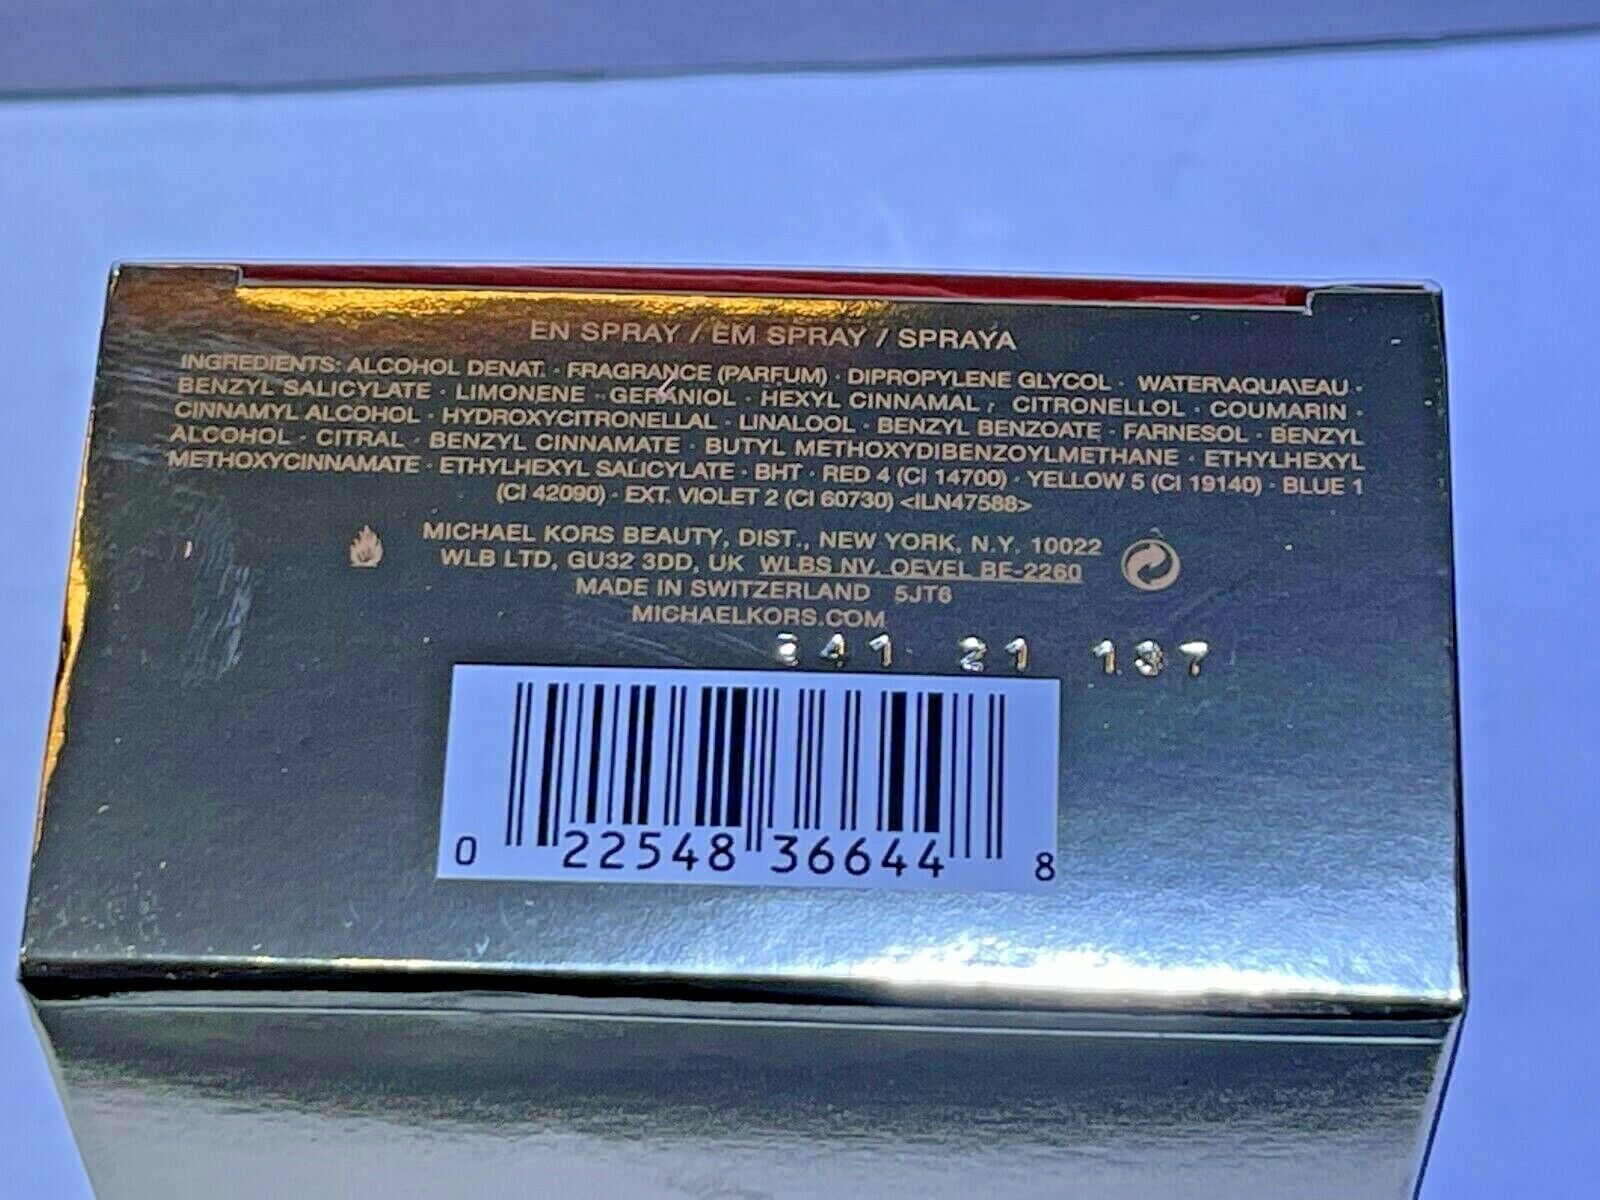 EN SPRAY / EM SPRAY / SPRAYA
INGREDIENTS: ALCOHOL DENAT. · FRAGRANCE (PARFUM) · DIPROPYLENE GLYCOL · WATER\AQUA\EAU ·
BENZYL SALICYLATE · LIMONENE · GERANIOL · HEXYL CINNAMAL · CITRONELLOL · COUMARIN ·
CINNAMYL ALCOHOL · HYDROXYCITRONELLAL · LINALOOL · BENZYL BENZOATE · FARNESOL · BENZYL
ALCOHOL · CITRAL · BENZYL CINNAMATE · BUTYL METHOXYDIBENZOYLMETHANE · ETHYLHEXYL
METHOXYCINNAMATE · ETHYLHEXYL SALICYLATE · BHT · RED 4 (CI 14700) · YELLOW 5 (CI 19140) · BLUE 1
(CI 42090) · EXT. VIOLET 2 (CI 60730) <ILN47588>
MICHAEL KORS BEAUTY, DIST., NEW YORK, N.Y. 10022
WLB LTD, GU32 3DD, UK WLBS NV. OEVEL BE-2260
MADE IN SWITZERLAND 5JT6
MICHAELKORS.COM
21 137
0 22548 36644 8